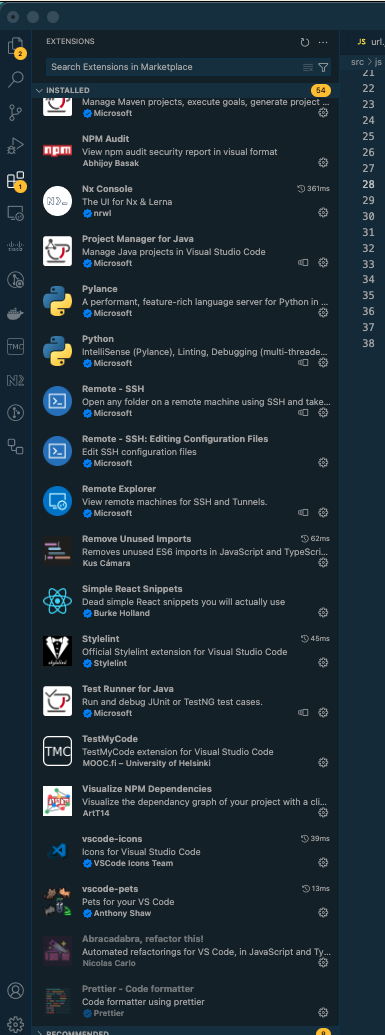 EXTENSIONS
JS url.
Search Extensions in Marketplace
src > js
INSTALLED 54
21
22
23
24
25
26
27
28
29
30
31
32
33
34
35
36
37
38
2
1
Manage Maven projects, execute goals, generate project ...
Microsoft
NPM Audit
View npm audit security report in visual format
Abhijoy Basak
Nx Console 361ms
The UI for Nx & Lerna
nrwl
Project Manager for Java
Manage Java projects in Visual Studio Code
Microsoft
Pylance
A performant, feature-rich language server for Python in ...
Microsoft
Python
IntelliSense (Pylance), Linting, Debugging (multi-threade...
Microsoft
Remote - SSH
Open any folder on a remote machine using SSH and take...
Microsoft
Remote - SSH: Editing Configuration Files
Edit SSH configuration files
Microsoft
Remote Explorer
View remote machines for SSH and Tunnels.
Microsoft
Remove Unused Imports 62ms
Removes unused ES6 imports in JavaScript and TypeScri...
Kus Cámara
Simple React Snippets
Dead simple React snippets you will actually use
Burke Holland
Stylelint 45ms
Official Stylelint extension for Visual Studio Code
Stylelint
stylelint
Test Runner for Java
Run and debug JUnit or TestNG test cases.
Microsoft
TestMyCode
TestMyCode extension for Visual Studio Code
MOOC.fi – University of Helsinki
TMC
TMC
npm
Visualize NPM Dependencies
Visualize the dependancy graph of your project with a cli...
ArtT14
vscode-icons 39ms
Icons for Visual Studio Code
VSCode Icons Team
vscode-pets 13ms
Pets for your VS Code
Anthony Shaw
Abracadabra, refactor this!
Automated refactorings for VS Code, in JavaScript and Ty...
Nicolas Carlo
Prettier - Code formatter
Code formatter using prettier
Prettier
RECOMMENDED 8